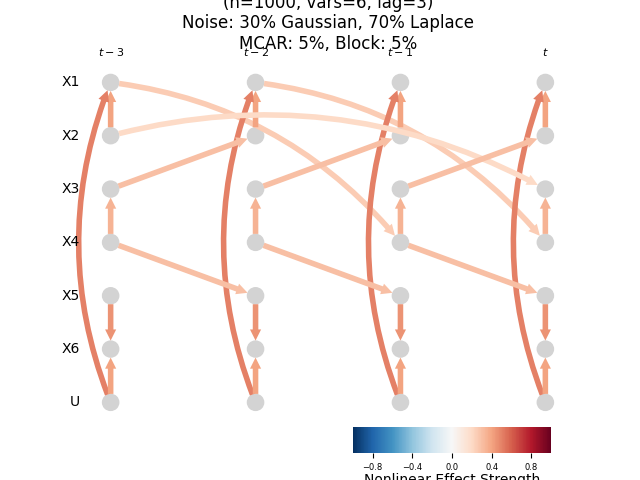 (n=1000, vars=6, lag=3)
Noise: 30% Gaussian, 70% Laplace
MCAR: 5%, Block: 5%
t − 3 t − 2 t − 1 t
X1
X2
X3
X4
X5
X6
U
−0.8 −0.4 0.0 0.4 0.8
Nonlinear Effect Strength